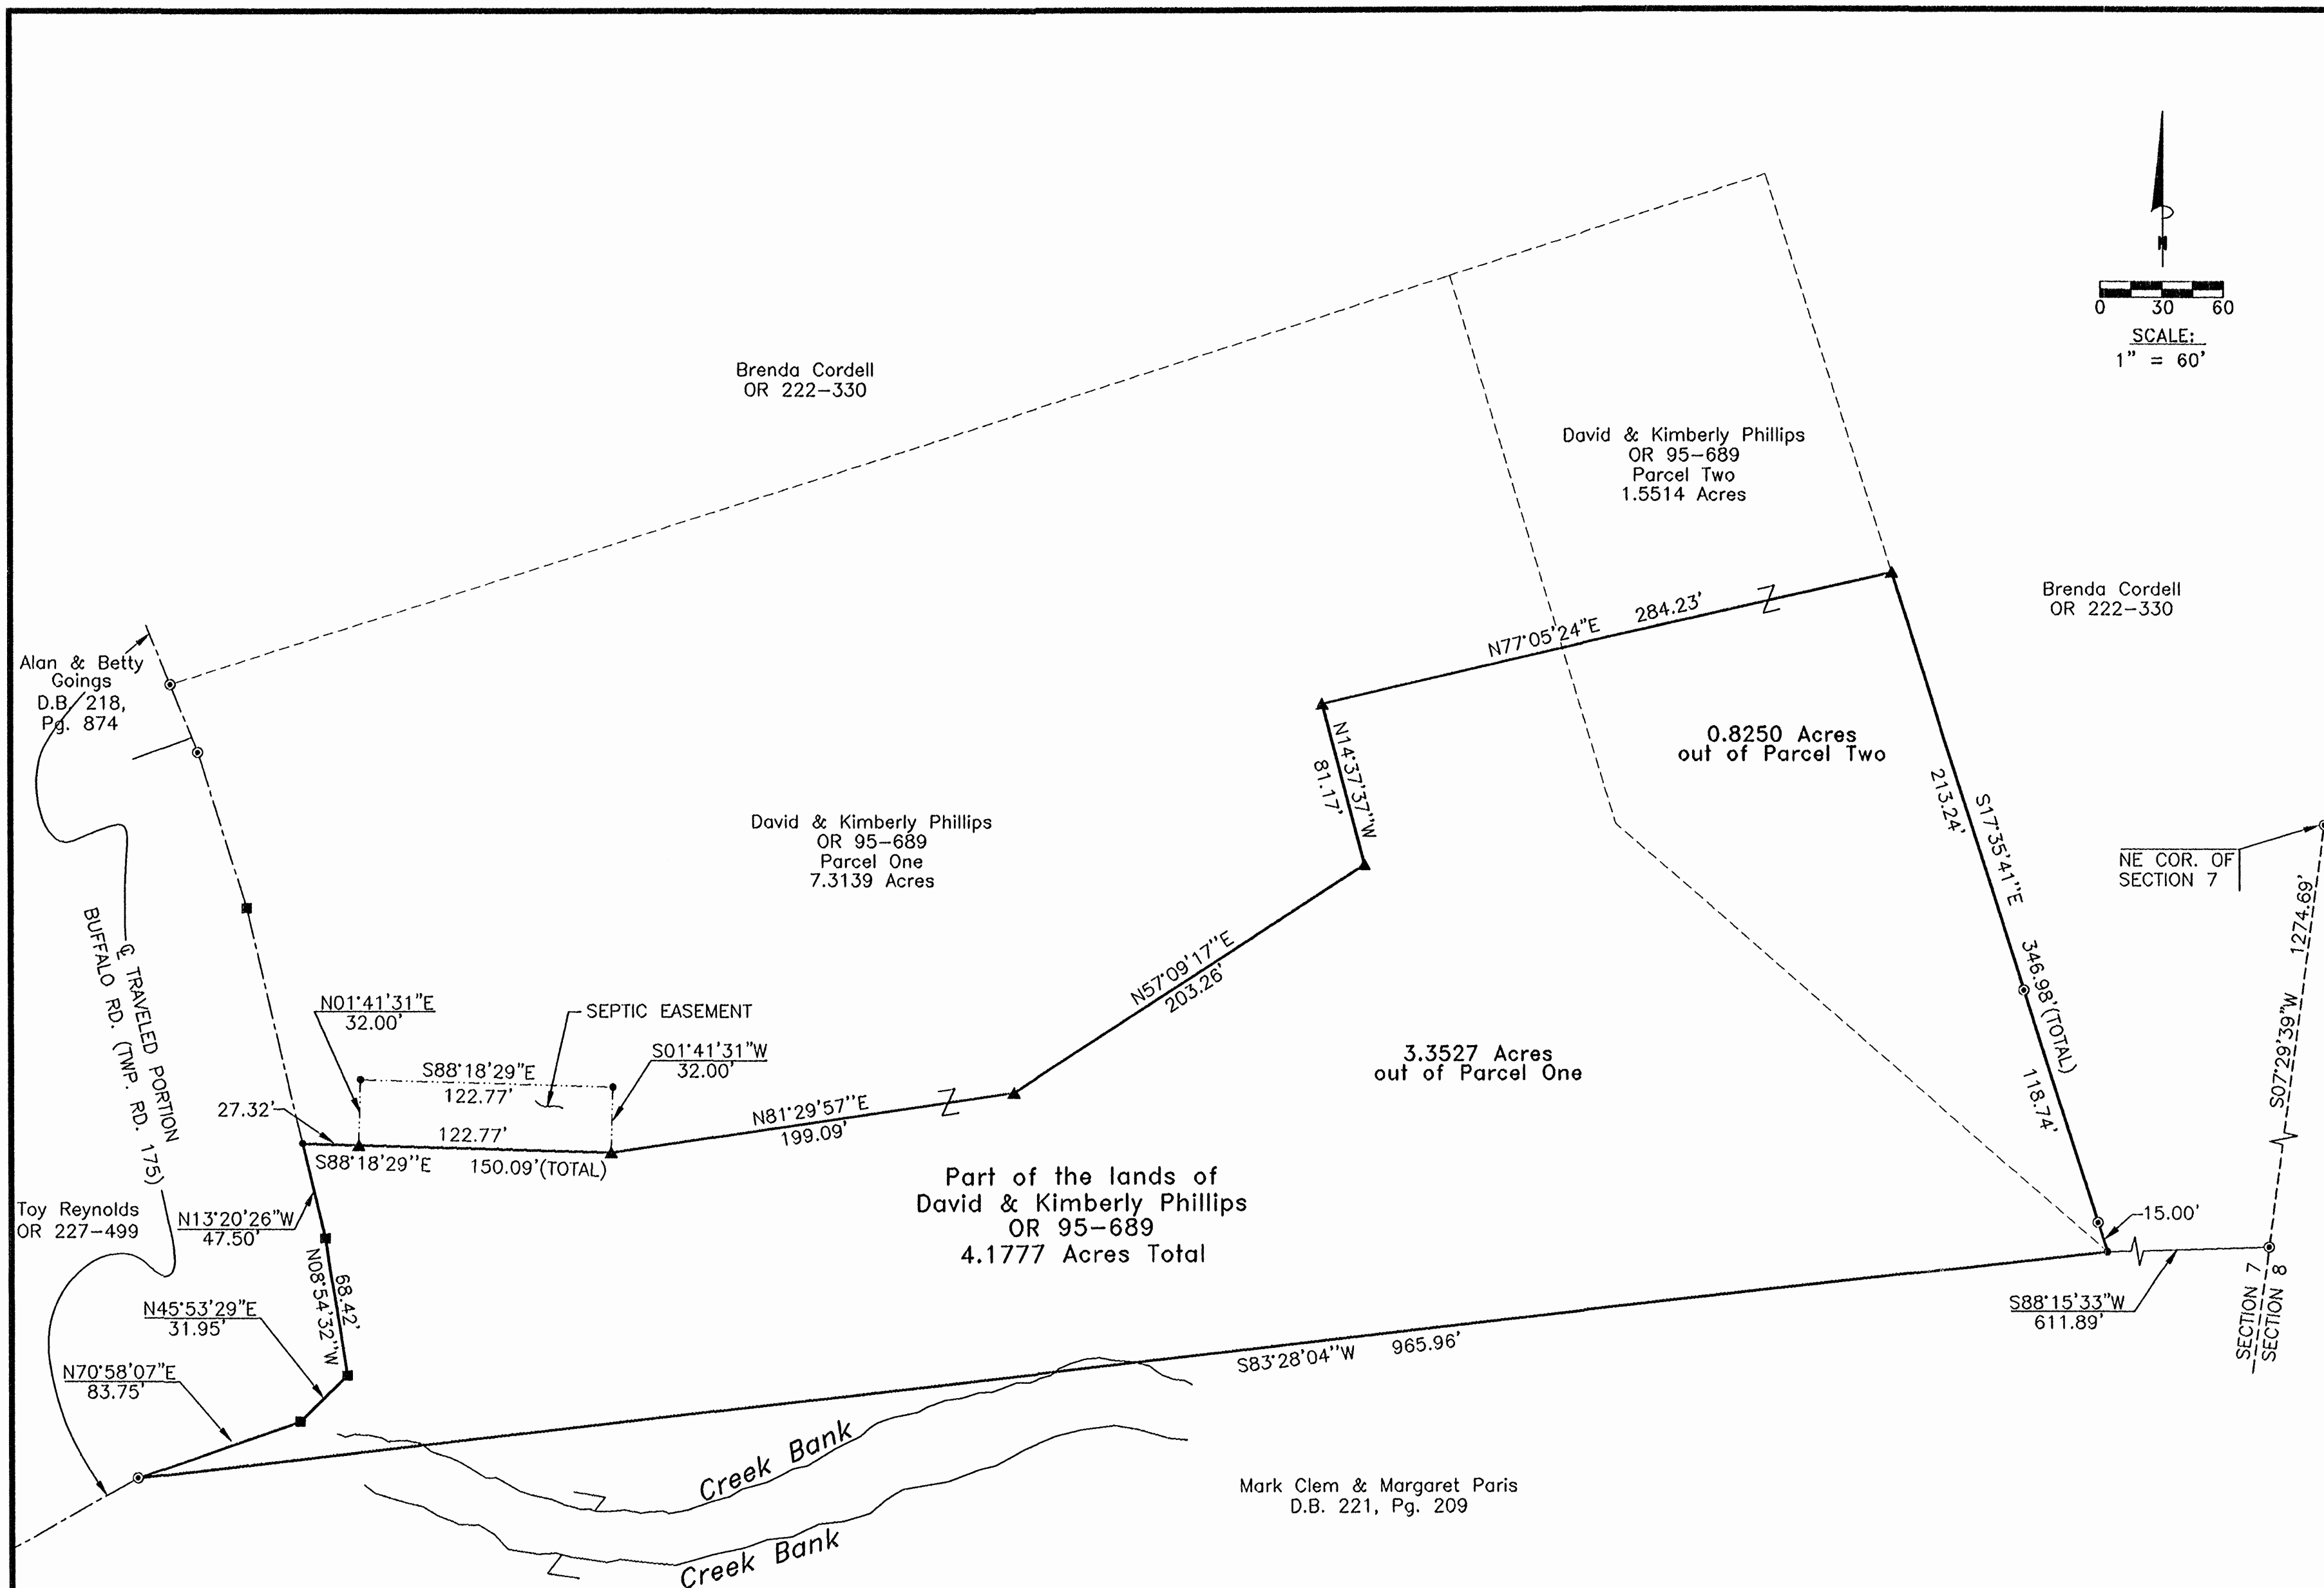 N
0 30 60
SCALE:
1" = 60'
Brenda Cordell
OR 222-330
David & Kimberly Phillips
OR 95-689
Parcel Two
1.5514 Acres
Brenda Cordell
OR 222-330
Alan & Betty
Goings
D.B. 218,
Pg. 874
N77°05'24"E 284.23'
N14°37'37"W
81.17'
0.8250 Acres
out of Parcel Two
213.24'
S17°35'41"E 346.98'(TOTAL)
118.74'
15.00'
NE COR. OF
SECTION 7
S07°29'39"W 1274.69'
David & Kimberly Phillips
OR 95-689
Parcel One
7.3139 Acres
℄ TRAVELED PORTION
BUFFALO RD. (TWP. RD. 175)
N57°09'17"E
203.26'
N01°41'31"E
32.00'
SEPTIC EASEMENT
S88°18'29"E
122.77'
S01°41'31"W
32.00'
27.32'
122.77'
S88°18'29"E 150.09'(TOTAL)
N81°29'57"E
199.09'
3.3527 Acres
out of Parcel One
Part of the lands of
David & Kimberly Phillips
OR 95-689
4.1777 Acres Total
Toy Reynolds
OR 227-499
N13°20'26"W
47.50'
68.42'
N08°54'32"W
N45°53'29"E
31.95'
N70°58'07"E
83.75'
S88°15'33"W
611.89'
SECTION 7
SECTION 8
S83°28'04"W 965.96'
Creek Bank
Creek Bank
Mark Clem & Margaret Paris
D.B. 221, Pg. 209